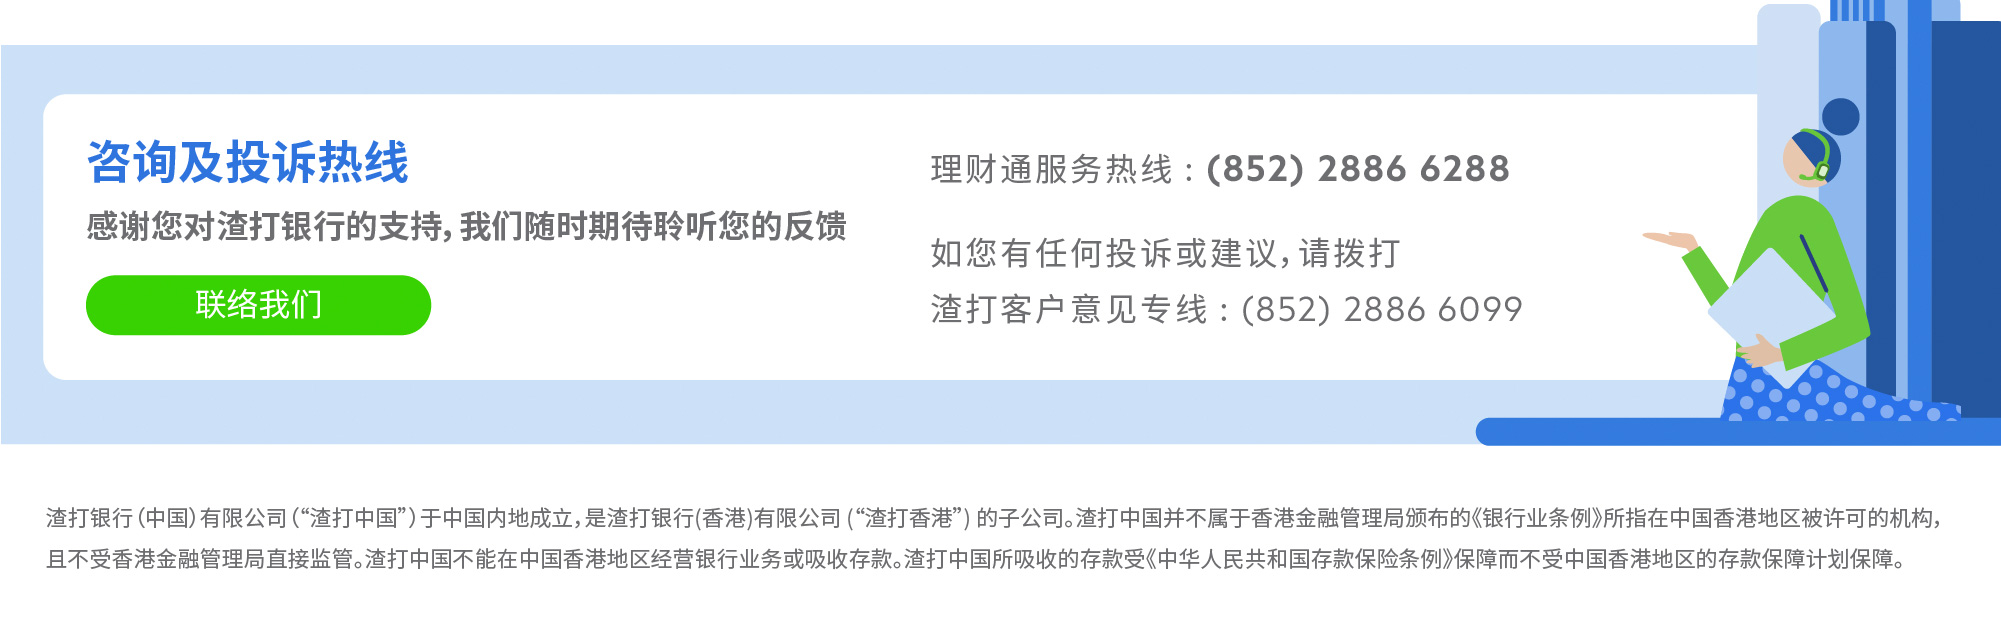 咨询及投诉热线
感谢您对渣打银行的支持，我们随时期待聆听您的反馈
联络我们
理财通服务热线：(852) 2886 6288
如您有任何投诉或建议，请拨打
渣打客户意见专线：(852) 2886 6099
渣打银行（中国）有限公司（“渣打中国”）于中国内地成立，是渣打银行(香港)有限公司 (“渣打香港”) 的子公司。渣打中国并不属于香港金融管理局颁布的《银行业条例》所指在中国香港地区被许可的机构，
且不受香港金融管理局直接监管。渣打中国不能在中国香港地区经营银行业务或吸收存款。渣打中国所吸收的存款受《中华人民共和国存款保险条例》保障而不受中国香港地区的存款保障计划保障。